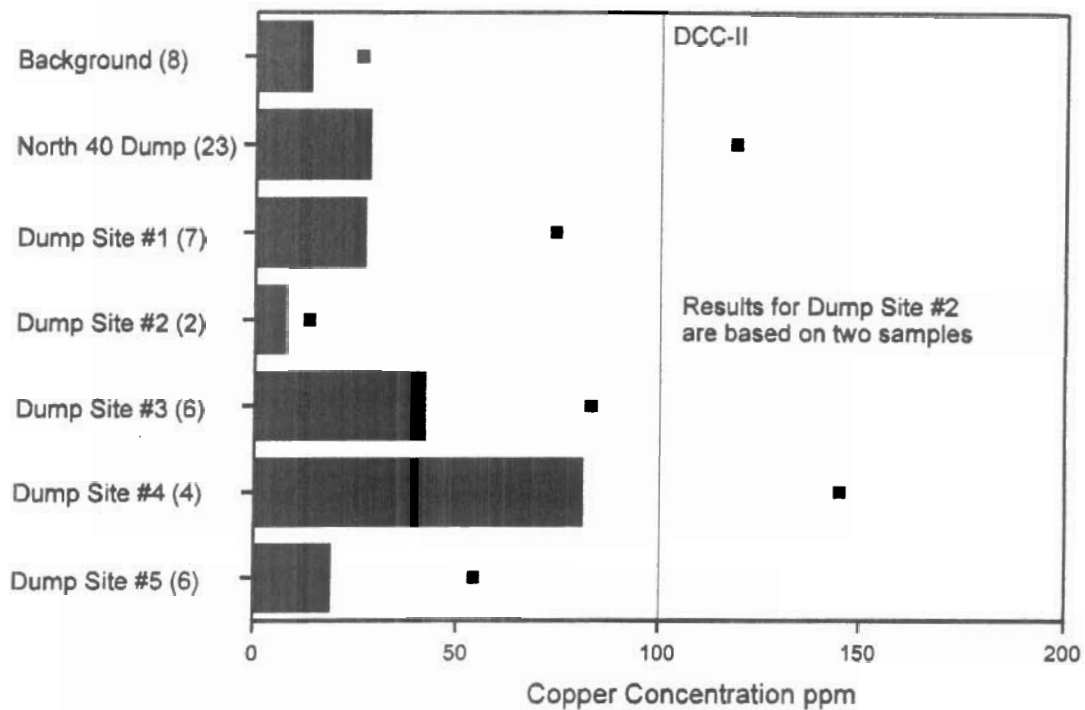 DCC-II
Background (8)
North 40 Dump (23)
Dump Site #1 (7)
Dump Site #2 (2)
Results for Dump Site #2
are based on two samples
Dump Site #3 (6)
Dump Site #4 (4)
Dump Site #5 (6)
0 50 100 150 200
Copper Concentration ppm